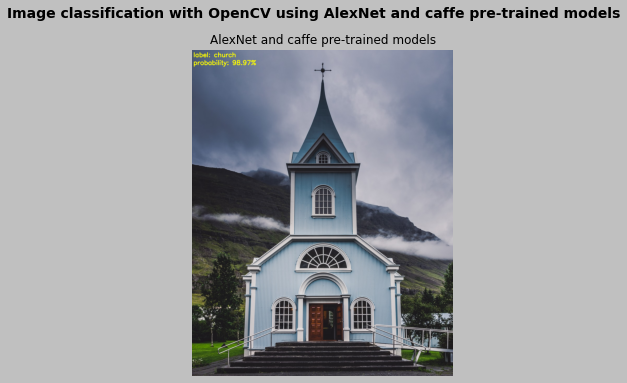 Image classification with OpenCV using AlexNet and caffe pre-trained models
AlexNet and caffe pre-trained models
label: church
probability: 98.97%